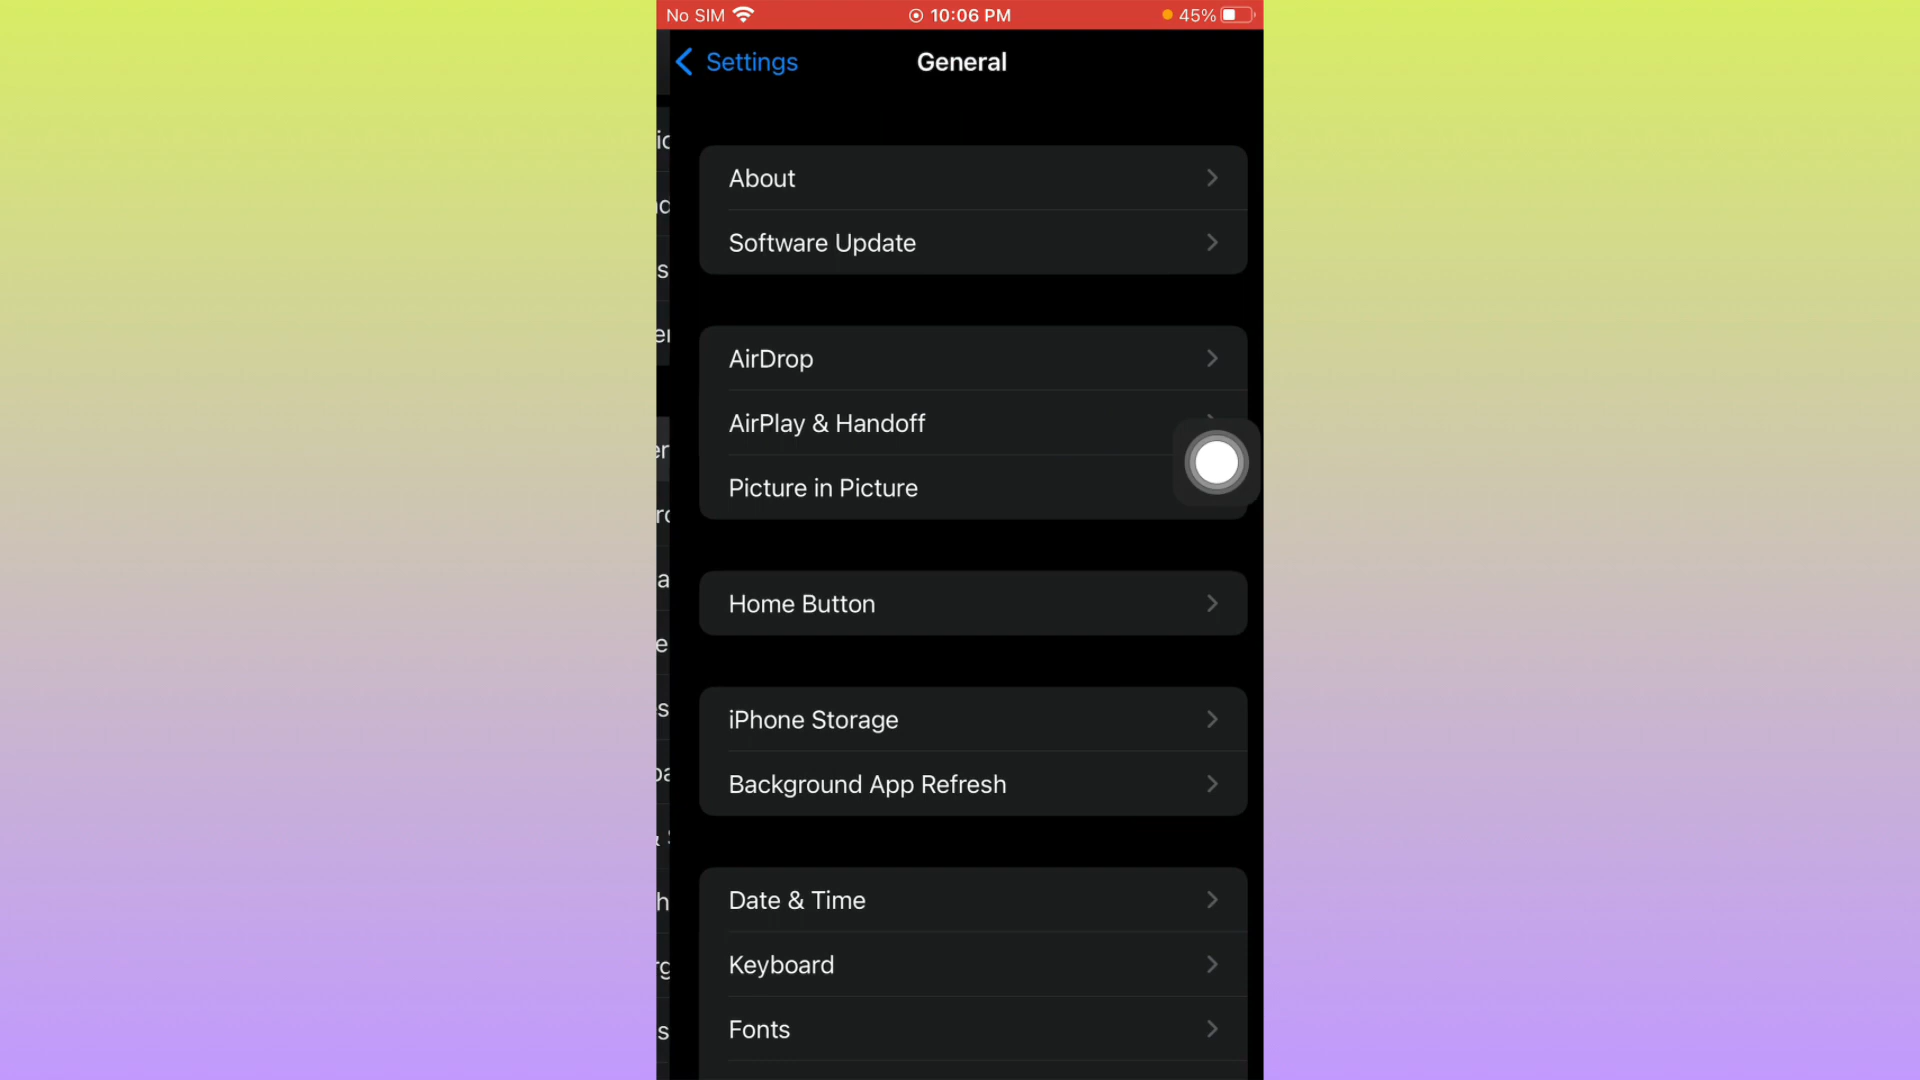 No SIM 10:06 PM 45%
Settings General
About
Software Update
AirDrop
AirPlay & Handoff
Picture in Picture
Home Button
iPhone Storage
Background App Refresh
Date & Time
Keyboard
Fonts